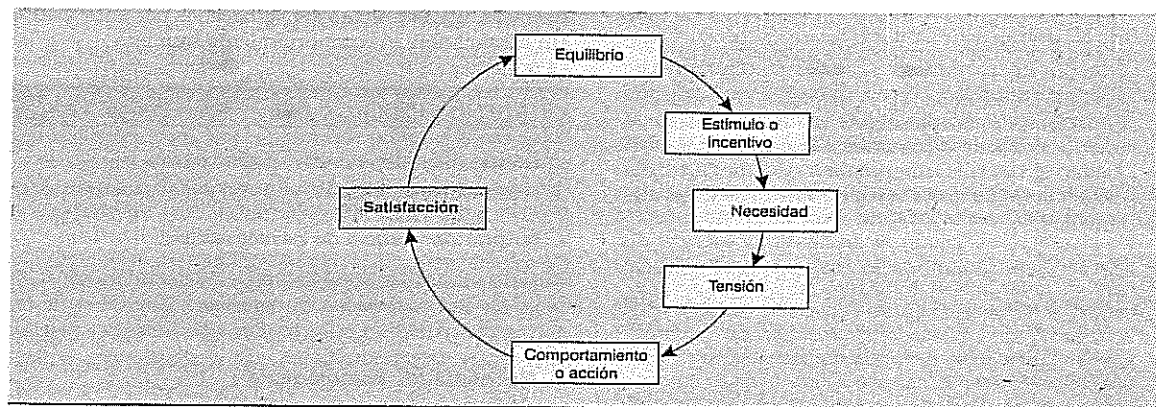 Equilibrio
Estímulo o
incentivo
Necesidad
Tensión
Comportamiento
o acción
Satisfacción